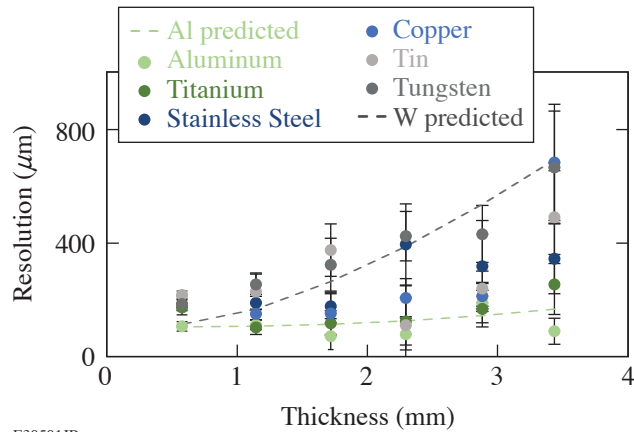 Al predicted
Aluminum
Titanium
Stainless Steel
Copper
Tin
Tungsten
W predicted
Resolution (μm)
800
400
0
0 1 2 3 4
Thickness (mm)